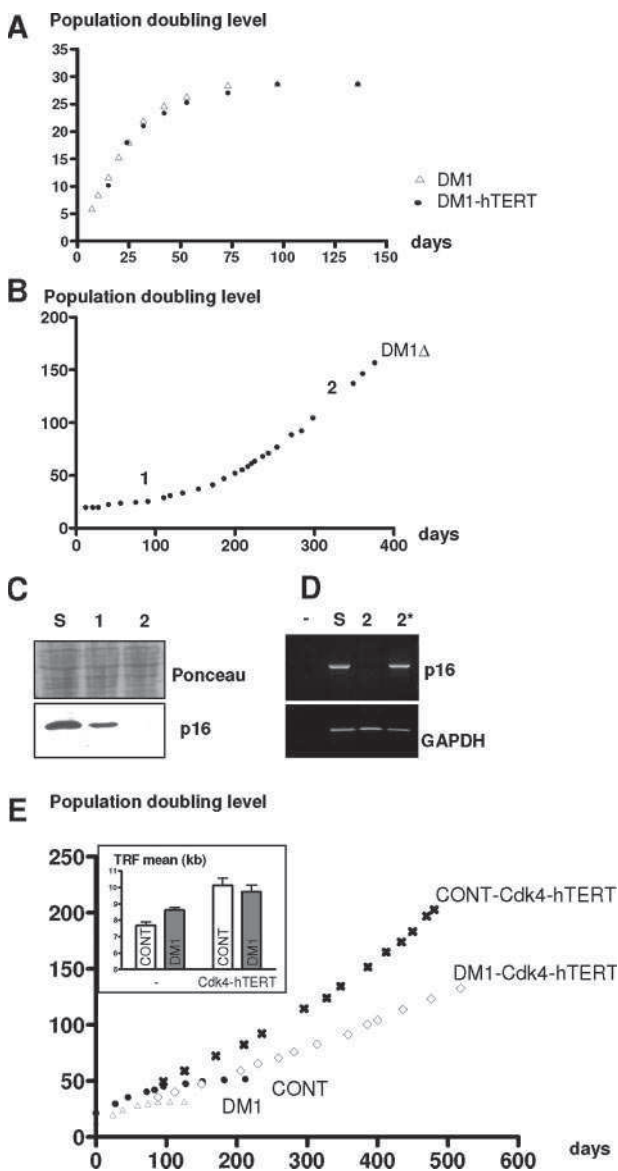 A
Population doubling level
35
30
25
20
15
10
5
0
0 25 50 75 100 125 150
days
DM1
DM1-hTERT
B
Population doubling level
200
150
100
50
0
0 100 200 300 400
days
1
2
DM1Δ
C
S 1 2
Ponceau
p16
D
- S 2 2*
p16
GAPDH
E
Population doubling level
250
200
150
100
50
0
0 100 200 300 400 500 600
days
TRF mean (kb)
11
10
9
8
7
6
5
CONT DM1 CONT DM1
- Cdk4-hTERT
CONT-Cdk4-hTERT
DM1-Cdk4-hTERT
CONT
DM1